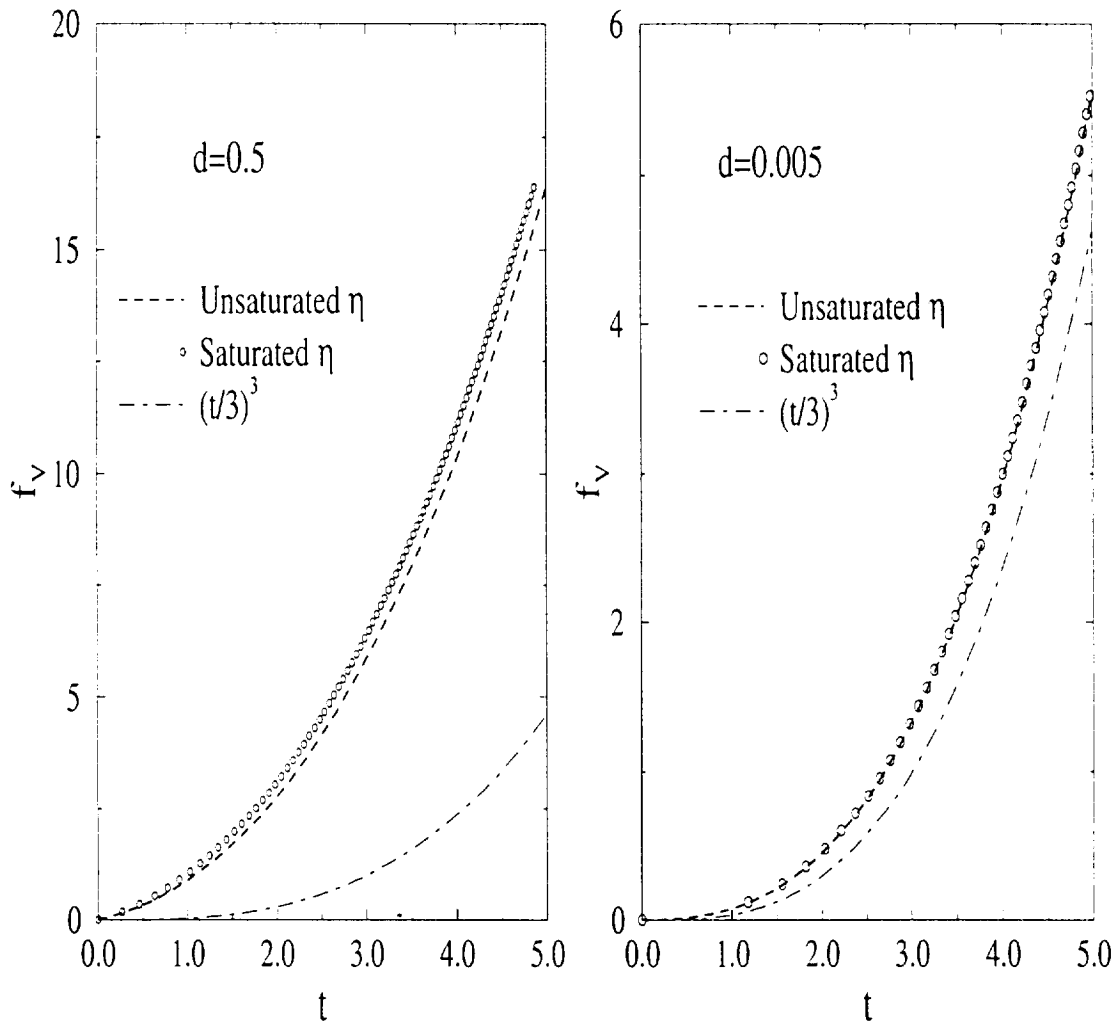 20
15
10
5
0
f_v
d=0.5
Unsaturated η
Saturated η
(t/3)^3
0.0 1.0 2.0 3.0 4.0 5.0
t
6
4
2
0
f_v
d=0.005
Unsaturated η
Saturated η
(t/3)^3
0.0 1.0 2.0 3.0 4.0 5.0
t